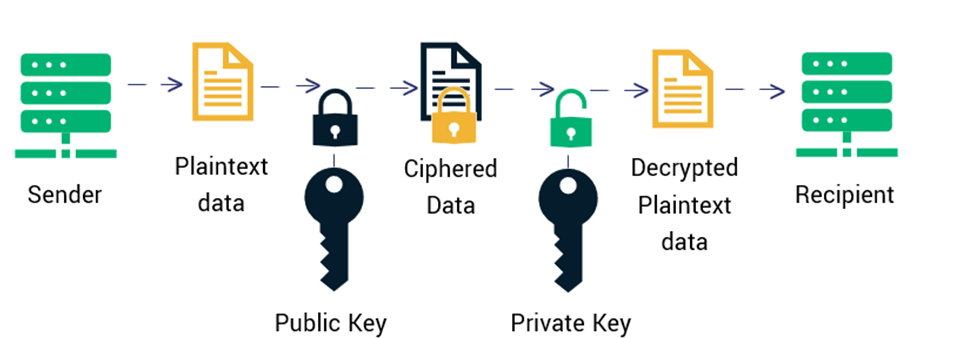 Sender
Plaintext
data
Public Key
Ciphered
Data
Private Key
Decrypted
Plaintext
data
Recipient